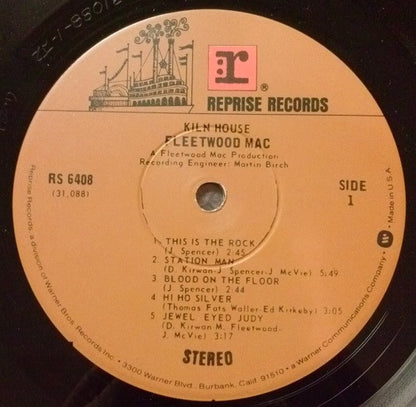 r ®
REPRISE RECORDS
KILN HOUSE
FLEETWOOD MAC
A Fleetwood Mac Production
Recording Engineer: Martin Birch
RS 6408
(31,088)
SIDE
1
1 THIS IS THE ROCK
(J. Spencer) 2:45
2 STATION MAN
(D. Kirwan-J Spencer-J McVie) 5:49
3 BLOOD ON THE FLOOR
(J. Spencer) 2:44
4 HI HO SILVER
(Thomas Fats Waller-Ed Kirkeby) 3:05
5 JEWEL EYED JUDY
(D. Kirwan-M. Fleetwood-
J. McVie) 3:17
STEREO
Reprise Records, a division of Warner Bros. Records Inc. • 3300 Warner Blvd., Burbank, Calif. 91510 • a Warner Communications Company • Made in U.S.A.